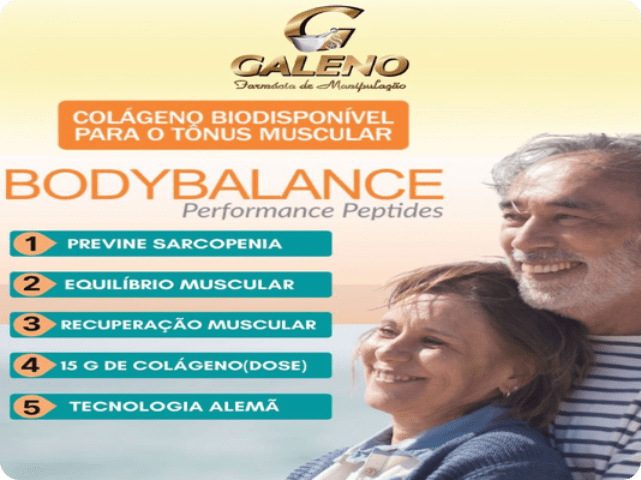 G
GALENO
Farmácia de Manipulação
COLÁGENO BIODISPONÍVEL
PARA O TÔNUS MUSCULAR
BODYBALANCE
Performance Peptides
1 PREVINE SARCOPENIA
2 EQUILÍBRIO MUSCULAR
3 RECUPERAÇÃO MUSCULAR
4 15 G DE COLÁGENO(DOSE)
5 TECNOLOGIA ALEMÃ